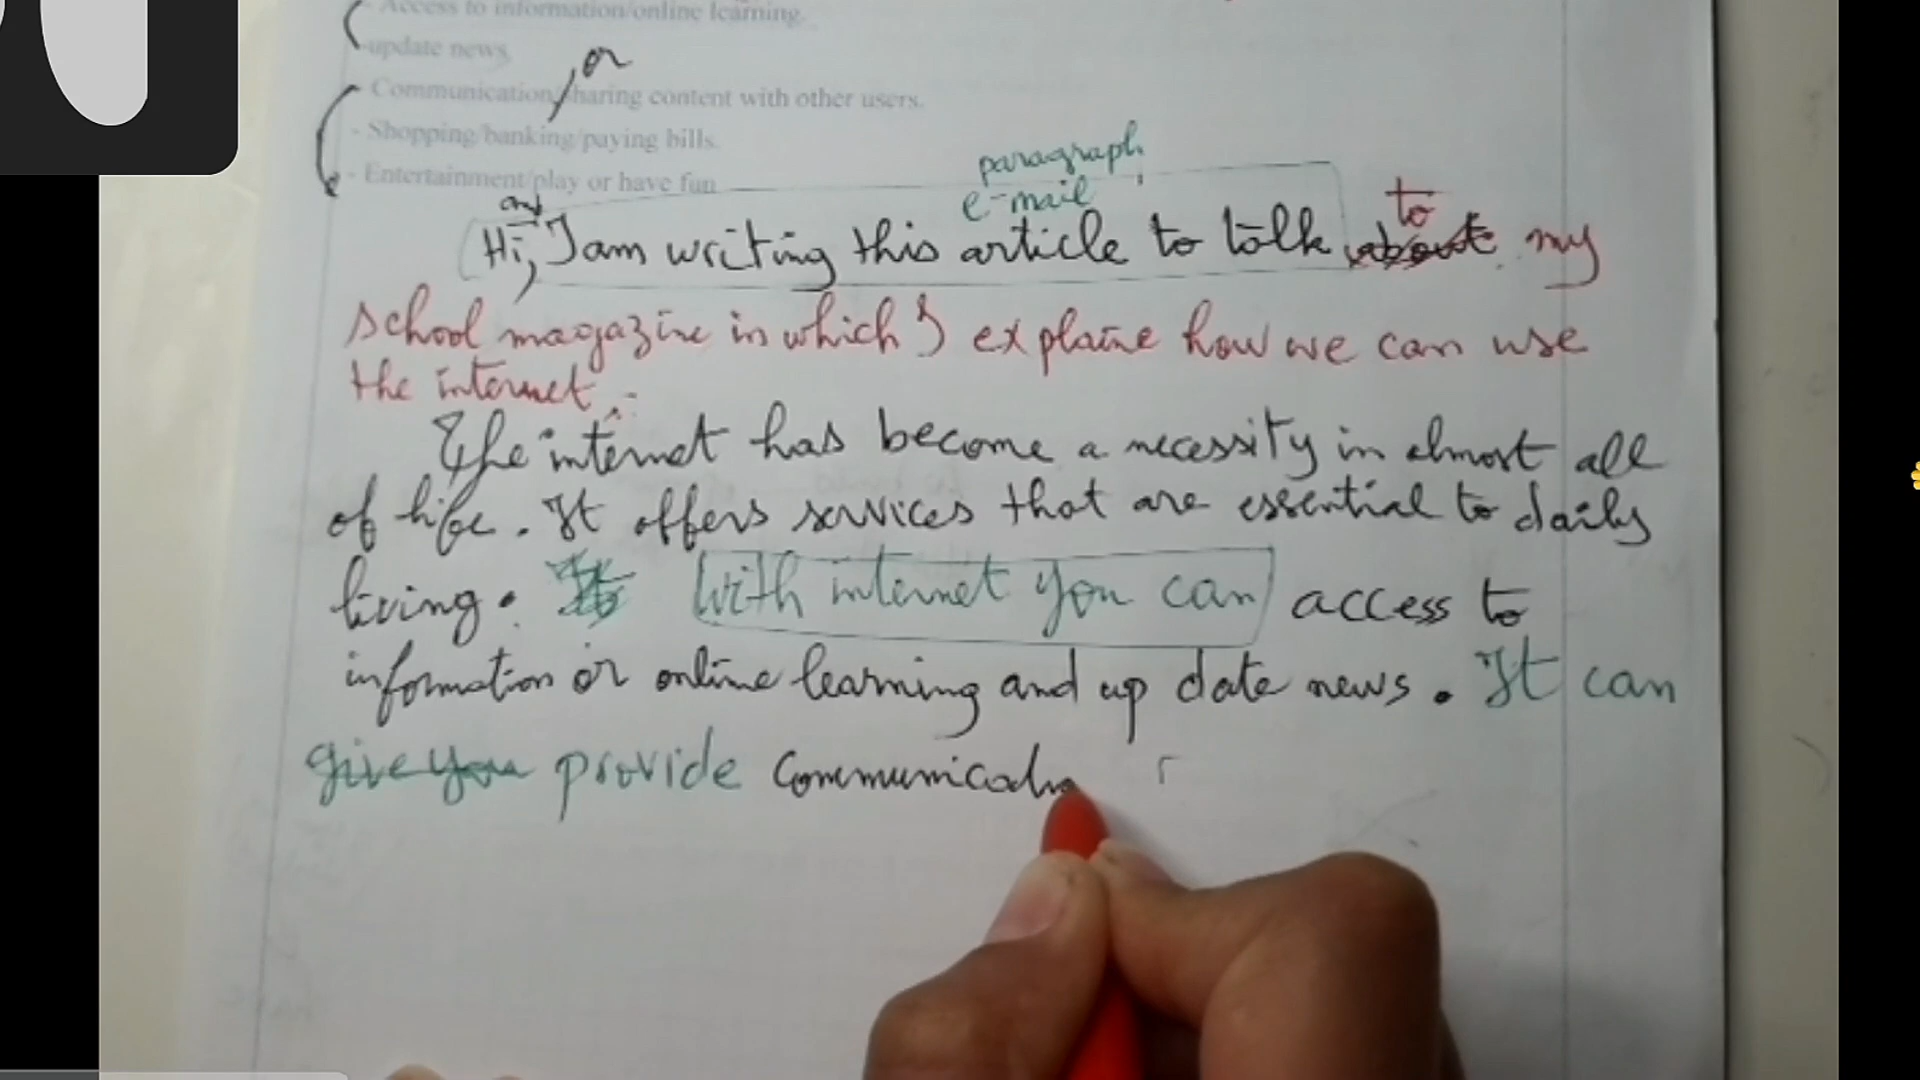 - Access to information/online learning.
-update news
or
- Communication/sharing content with other users.
- Shopping/banking/paying bills.
- Entertainment/play or have fun
paragraph
e-mail
and
to
Hi, I am writing this article to talk about my
school magazine in which I explaine how we can use
the internet.
The internet has become a necessity in almost all
of life. It offers services that are essential to daily
living. It With internet you can access to
information or online learning and up date news. It can
give you provide Communicatio